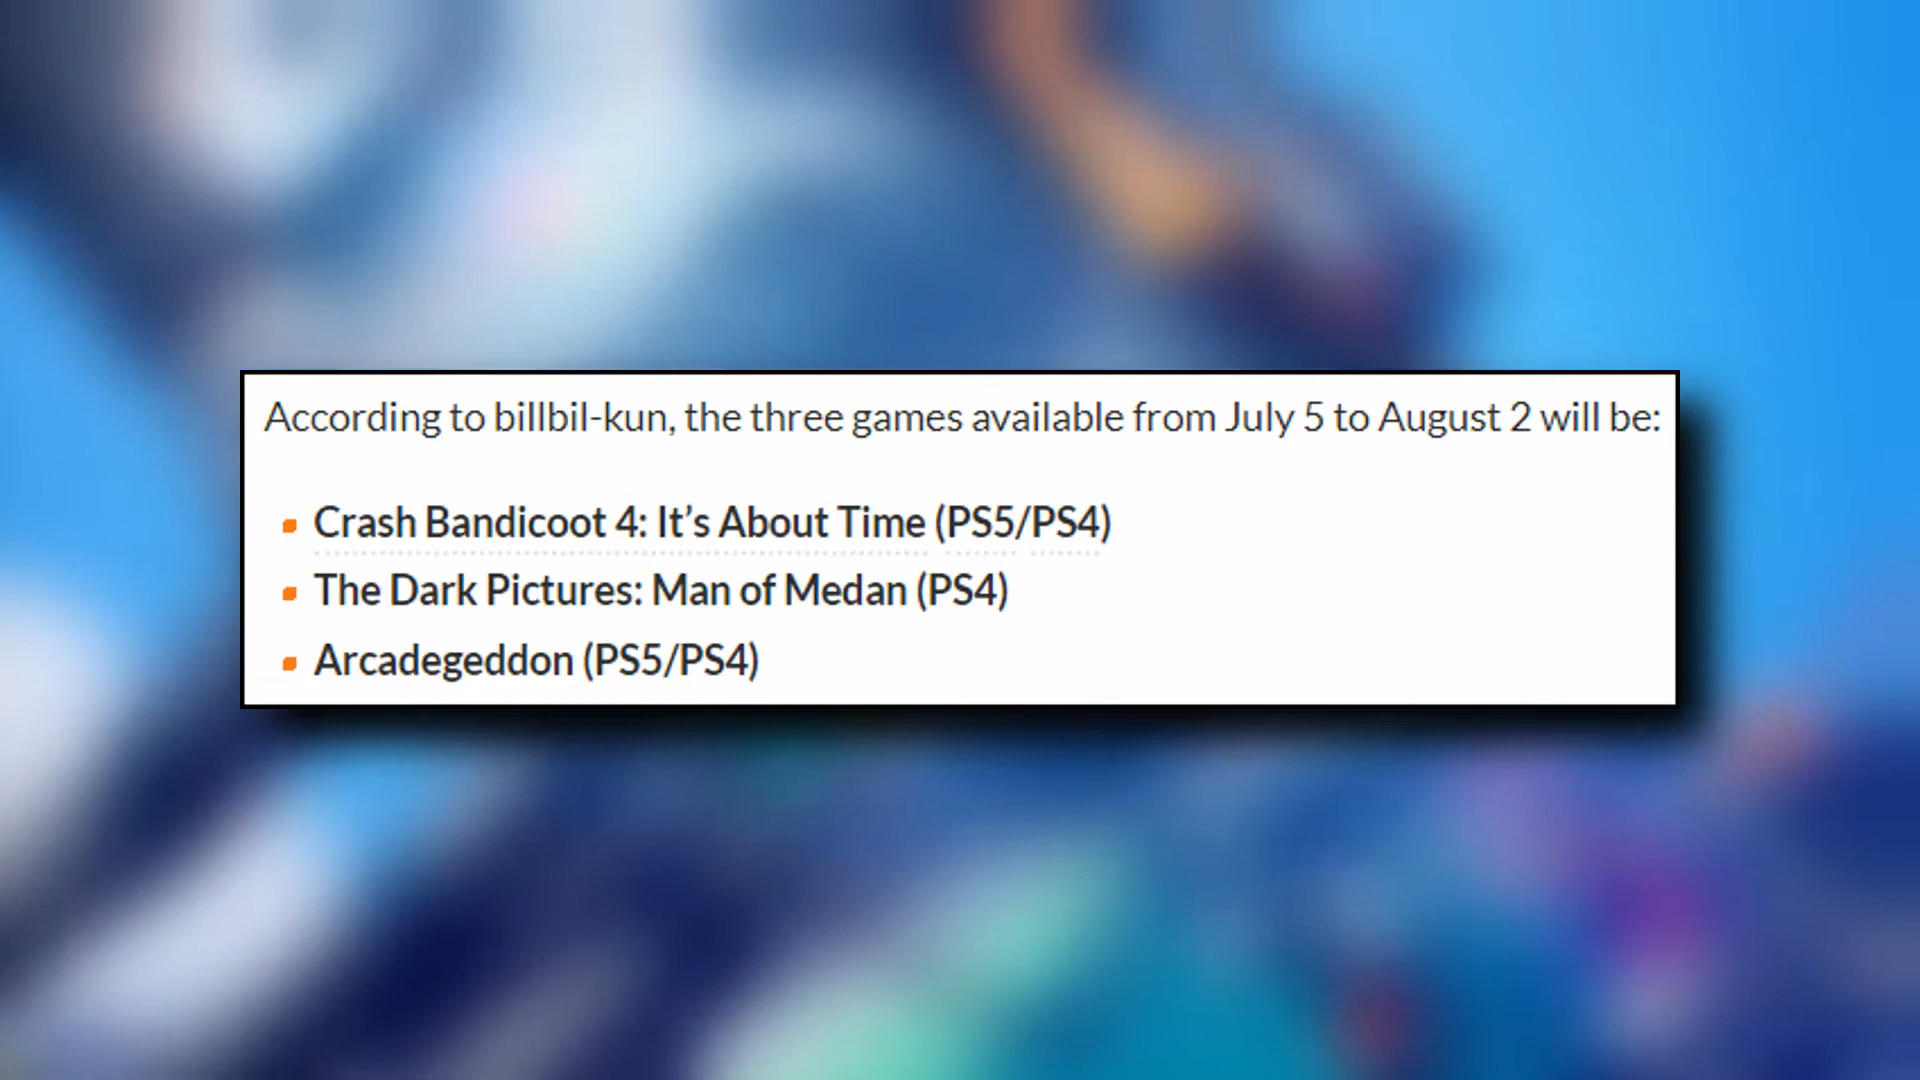 According to billbil-kun, the three games available from July 5 to August 2 will be:
Crash Bandicoot 4: It’s About Time (PS5/PS4)
The Dark Pictures: Man of Medan (PS4)
Arcadegeddon (PS5/PS4)